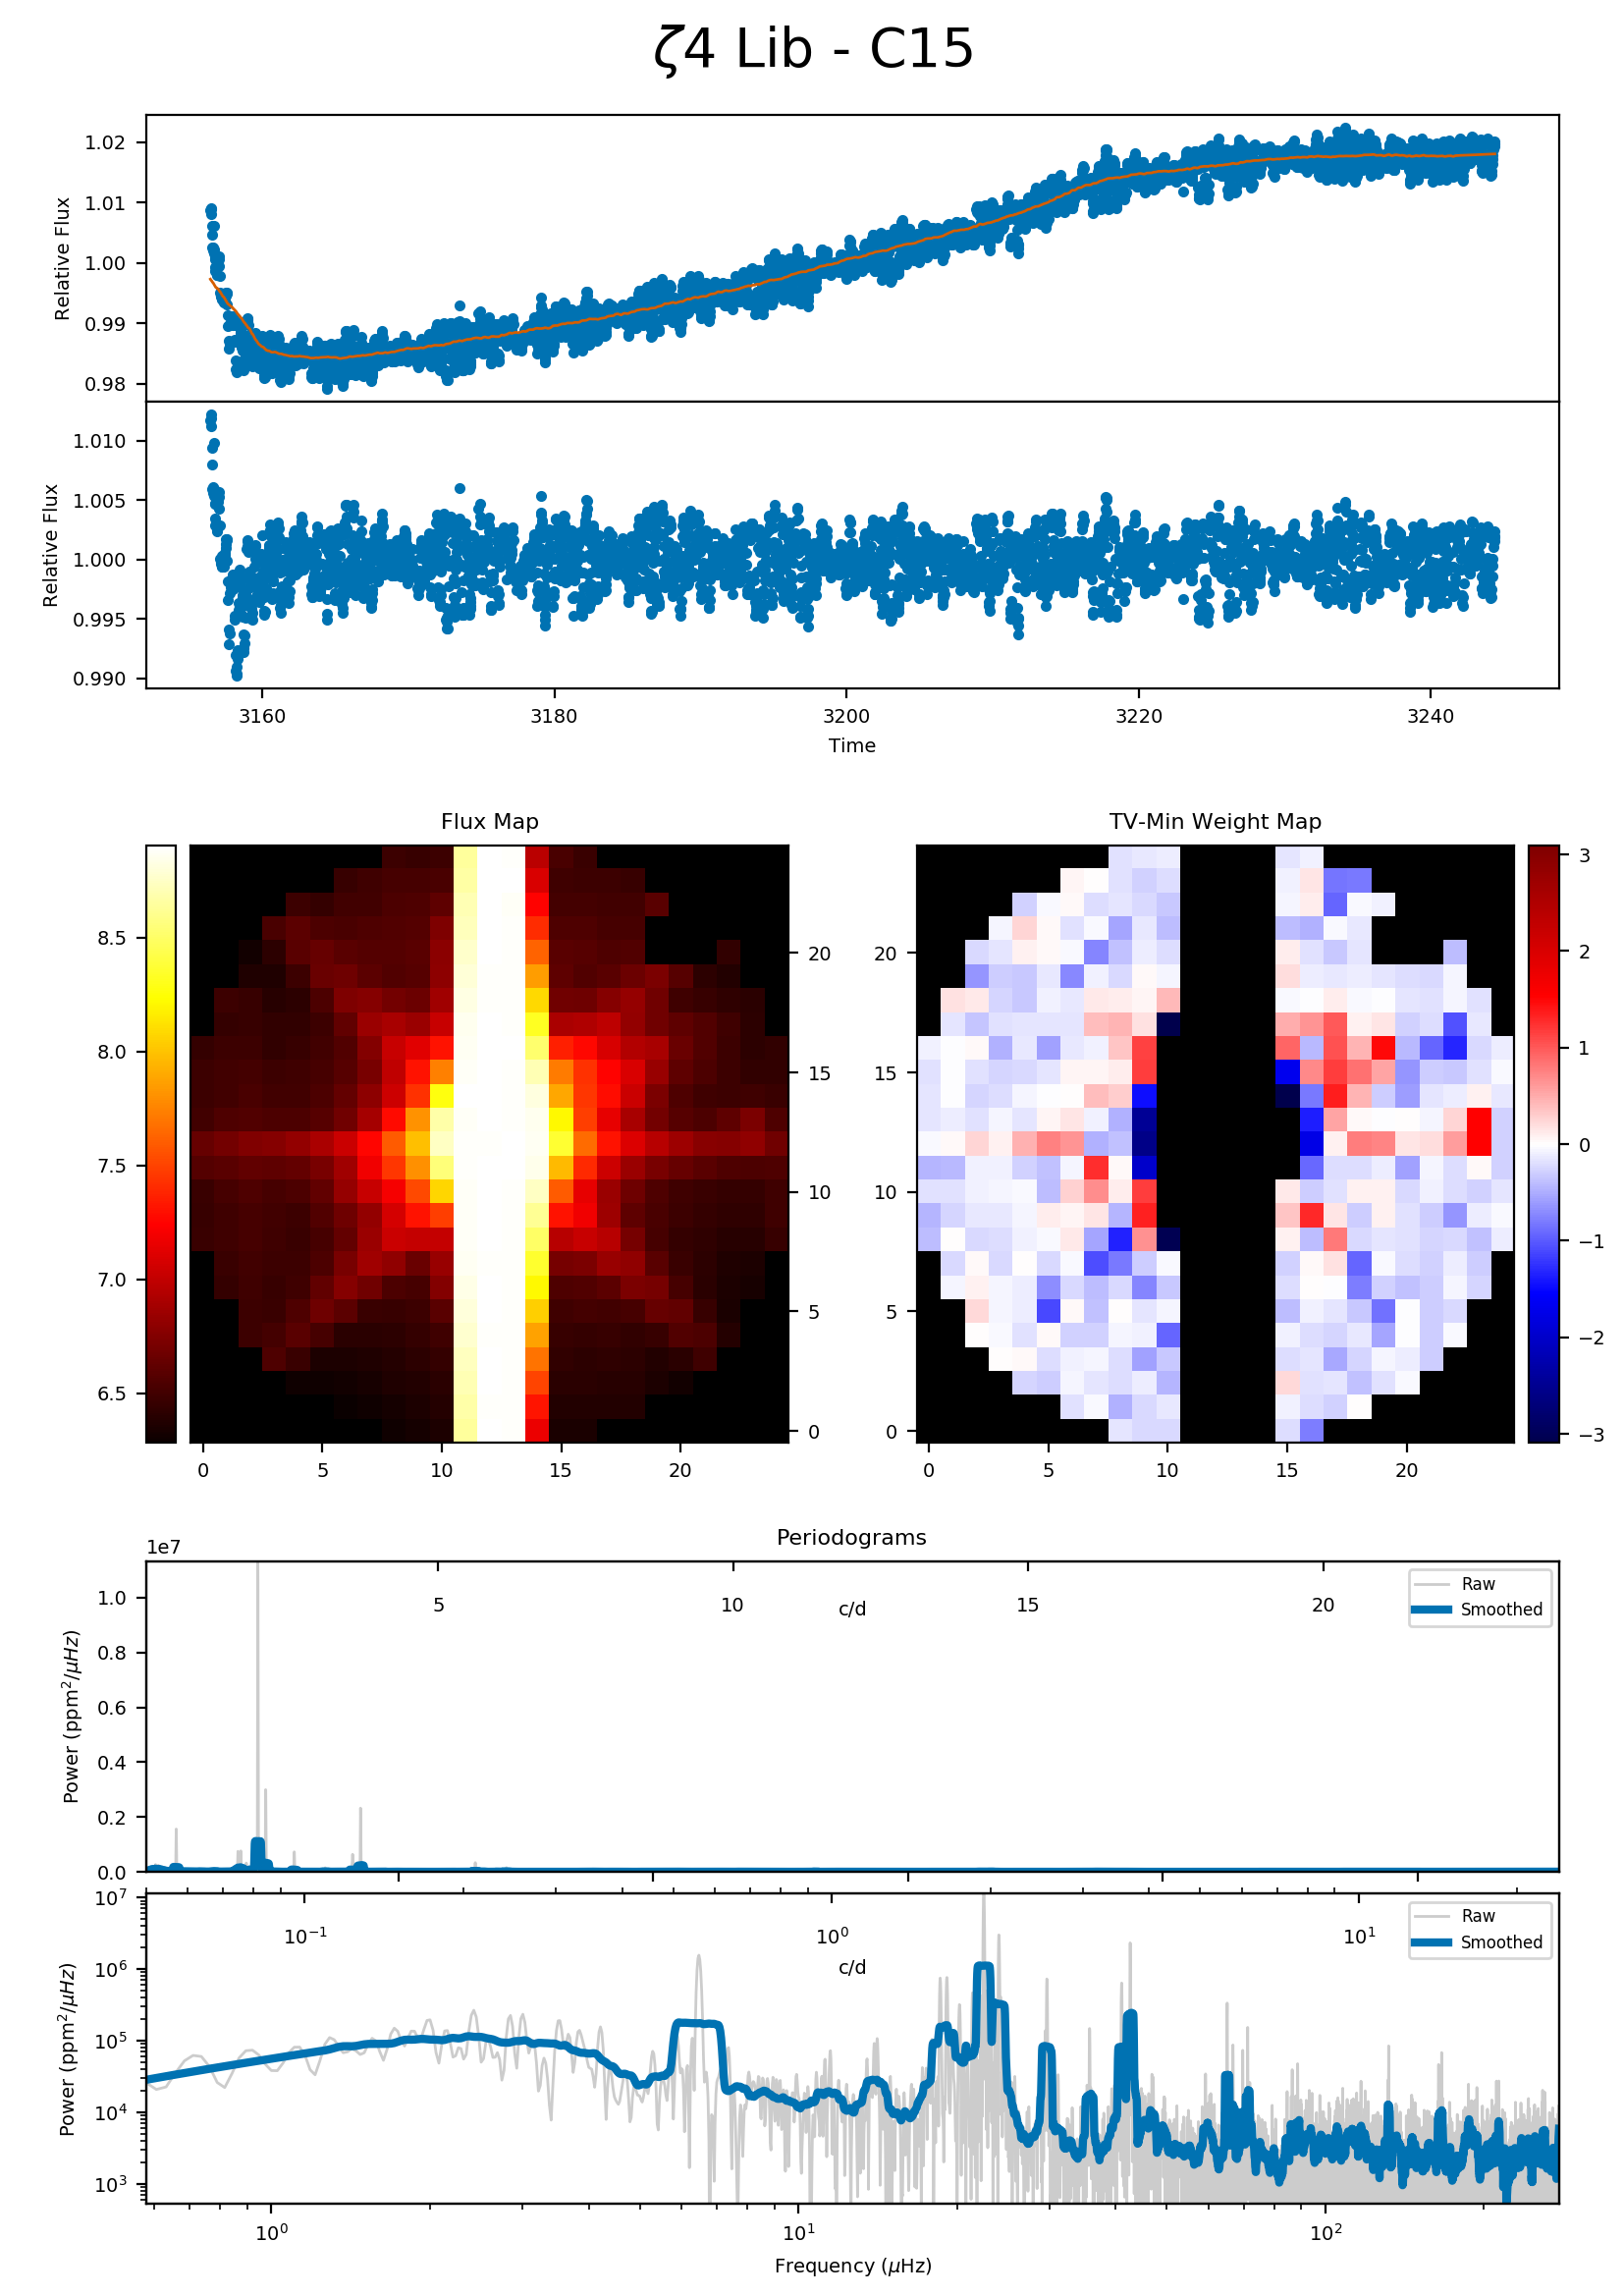 ζ4 Lib - C15
1.02
1.01
1.00
0.99
0.98
Relative Flux
1.010
1.005
1.000
0.995
0.990
Relative Flux
3160 3180 3200 3220 3240
Time
Flux Map
8.5
8.0
7.5
7.0
6.5
20
15
10
5
0
0 5 10 15 20
TV-Min Weight Map
20
15
10
5
0
0 5 10 15 20
3
2
1
0
−1
−2
−3
Periodograms
1e7
1.0
0.8
0.6
0.4
0.2
0.0
Power (ppm²/μHz)
5 10 15 20
c/d
Raw
Smoothed
10⁷
10⁶
10⁵
10⁴
10³
Power (ppm²/μHz)
10⁻¹ 10⁰ 10¹
c/d
Raw
Smoothed
10⁰ 10¹ 10²
Frequency (μHz)